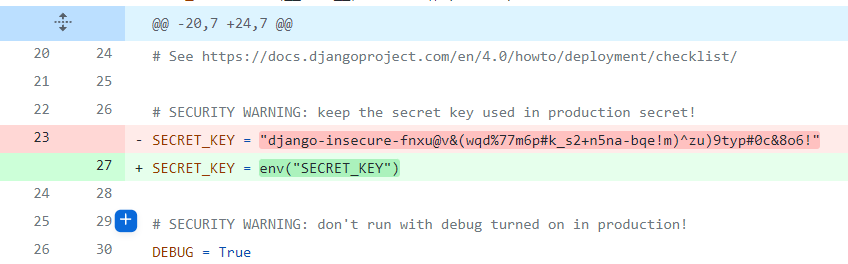 @@ -20,7 +24,7 @@
20 24 # See https://docs.djangoproject.com/en/4.0/howto/deployment/checklist/
21 25
22 26 # SECURITY WARNING: keep the secret key used in production secret!
23 - SECRET_KEY = "django-insecure-fnxu@v&(wqd%77m6p#k_s2+n5na-bqe!m)^zu)9typ#0c&8o6!"
27 + SECRET_KEY = env("SECRET_KEY")
24 28
25 29 # SECURITY WARNING: don't run with debug turned on in production!
26 30 DEBUG = True